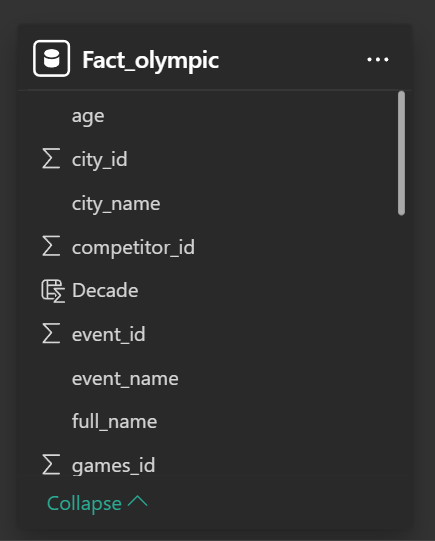 Fact_olympic
age
city_id
city_name
competitor_id
Decade
event_id
event_name
full_name
games_id
Collapse